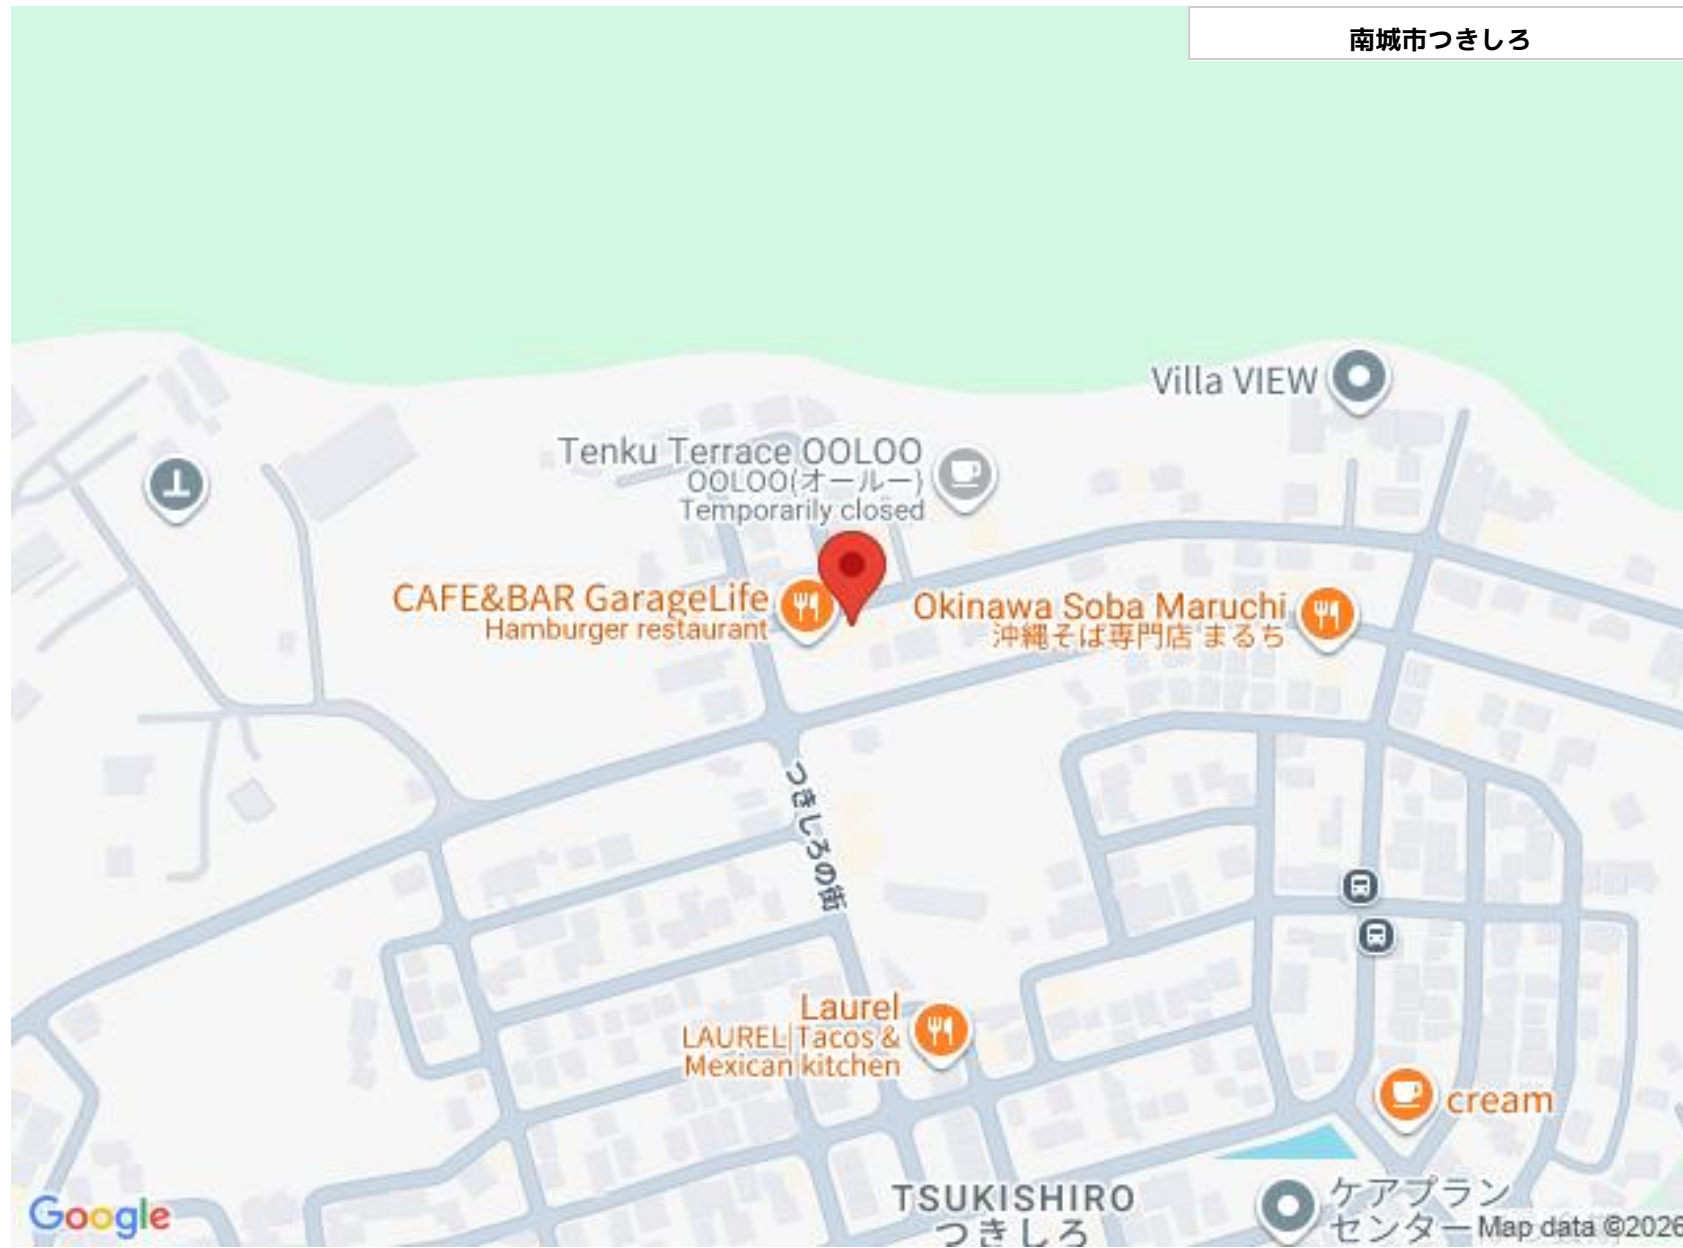 南城市つきしろ
Villa VIEW
Tenku Terrace OOLOO
OOLOO(オールー)
Temporarily closed
CAFE&BAR GarageLife
Hamburger restaurant
Okinawa Soba Maruchi
沖縄そば専門店 まるち
つきしろの街
Laurel
LAUREL|Tacos &
Mexican kitchen
cream
TSUKISHIRO
つきしろ
ケアプラン
センター
Google
Map data ©2026